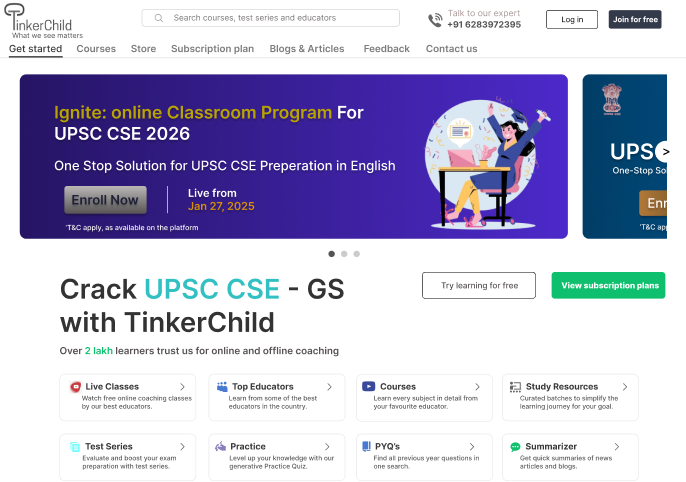 TinkerChild
What we see matters
Search courses, test series and educators
Talk to our expert
+91 6283972395
Log in
Join for free
Get started
Courses
Store
Subscription plan
Blogs & Articles
Feedback
Contact us
Ignite: online Classroom Program For
UPSC CSE 2026
One Stop Solution for UPSC CSE Preperation in English
Enroll Now
Live from
Jan 27, 2025
*T&C apply, as available on the platform
UPS
One-Stop Sol
Enr
*T&C app
>
Crack UPSC CSE - GS
with TinkerChild
Over 2 lakh learners trust us for online and offline coaching
Try learning for free
View subscription plans
Live Classes
Watch free online coaching classes
by our best educators.
Top Educators
Learn from some of the best
educators in the country.
Courses
Learn every subject in detail from
your favourite educator.
Study Resources
Curated batches to simplify the
learning journey for your goal.
Test Series
Evaluate and boost your exam
preparation with test series.
Practice
Level up your knowledge with our
generative Practice Quiz.
PYQ's
Find all previous year questions in
one search.
Summarizer
Get quick summaries of news
articles and blogs.